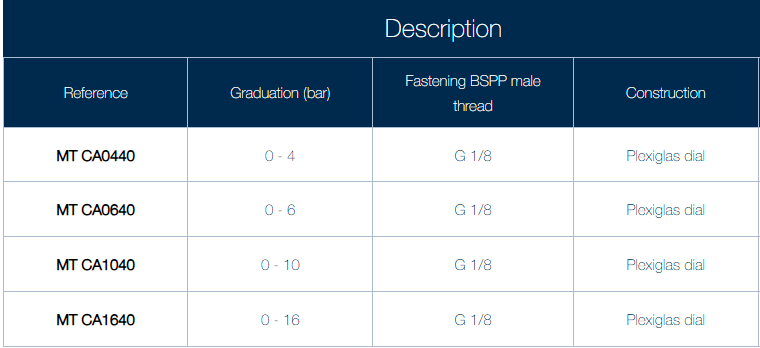 Description
Reference Graduation (bar) Fastening BSPP male thread Construction
MT CA0440 0 - 4 G 1/8 Plexiglas dial
MT CA0640 0 - 6 G 1/8 Plexiglas dial
MT CA1040 0 - 10 G 1/8 Plexiglas dial
MT CA1640 0 - 16 G 1/8 Plexiglas dial